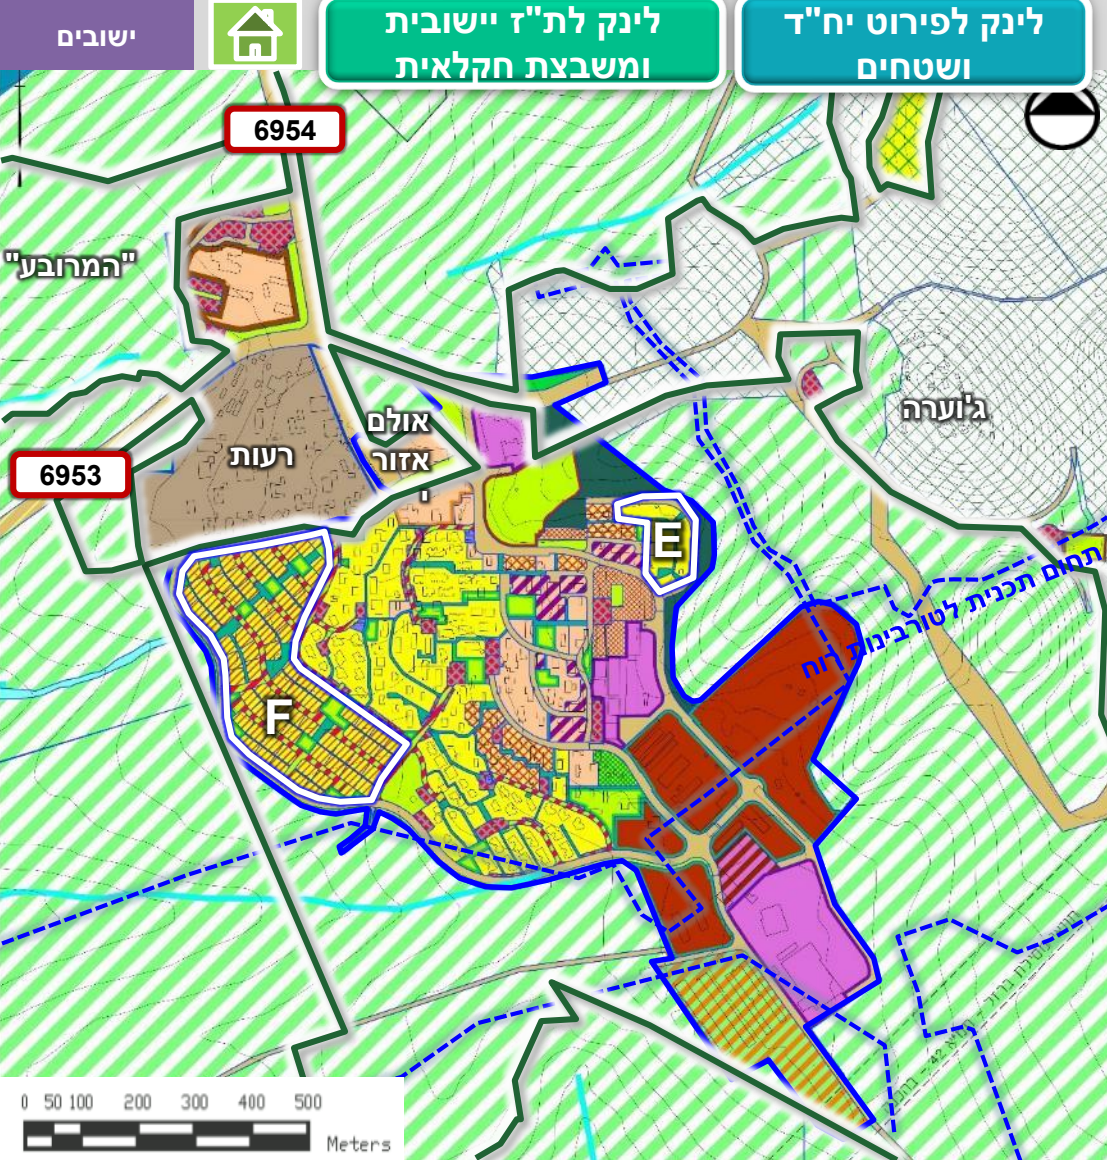 ישובים
לינק לת"ז יישובית
ומשבצת חקלאית
לינק לפירוט יח"ד
ושטחים
6954
"המרובע"
אולם
אזור
י
ג'וערה
רעות
6953
E
תחום תכנית לטורבינות רוח
F
0 50 100 200 300 400 500
Meters